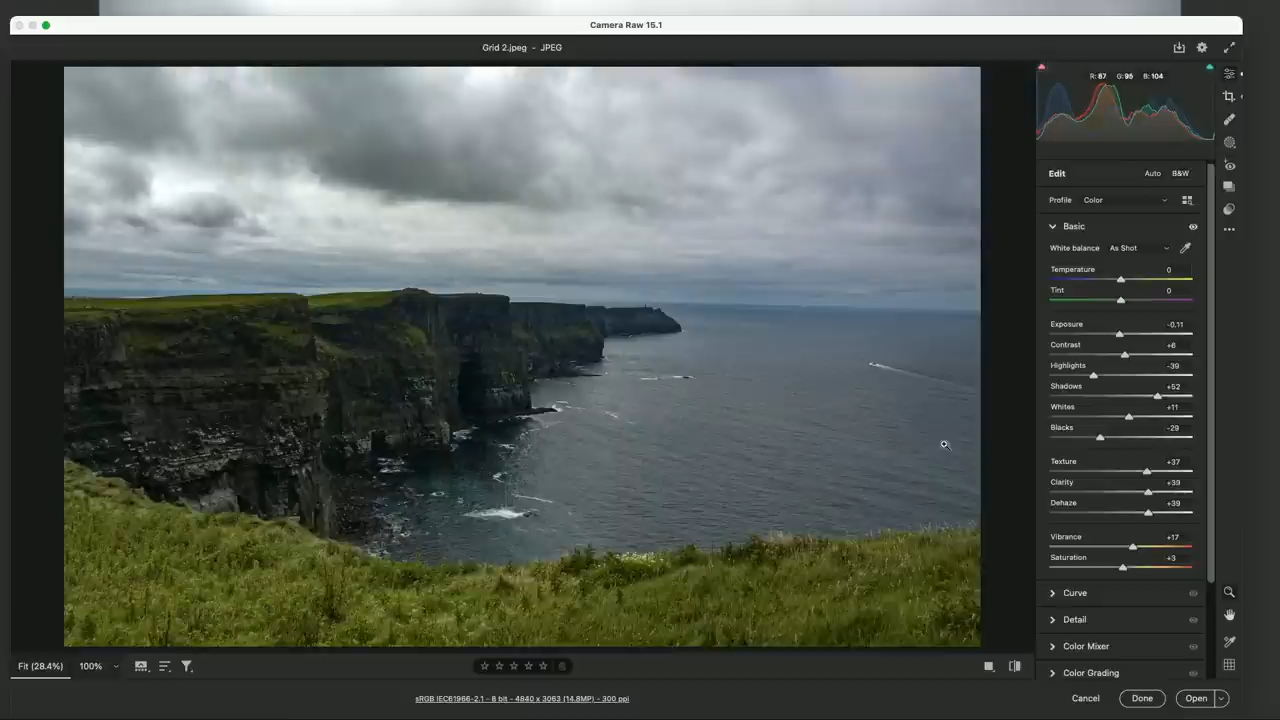 Camera Raw 15.1
Grid 2.jpeg - JPEG
R: 87 G: 95 B: 104
Edit Auto B&W
Profile Color
Basic
White balance As Shot
Temperature 0
Tint 0
Exposure -0.11
Contrast +6
Highlights -39
Shadows +52
Whites +11
Blacks -29
Texture +37
Clarity +39
Dehaze +39
Vibrance +17
Saturation +3
Curve
Detail
Color Mixer
Color Grading
Fit (28.4%) 100%
sRGB IEC61966-2.1 - 8 bit - 4840 x 3063 (14.8MP) - 300 ppi
Cancel Done Open